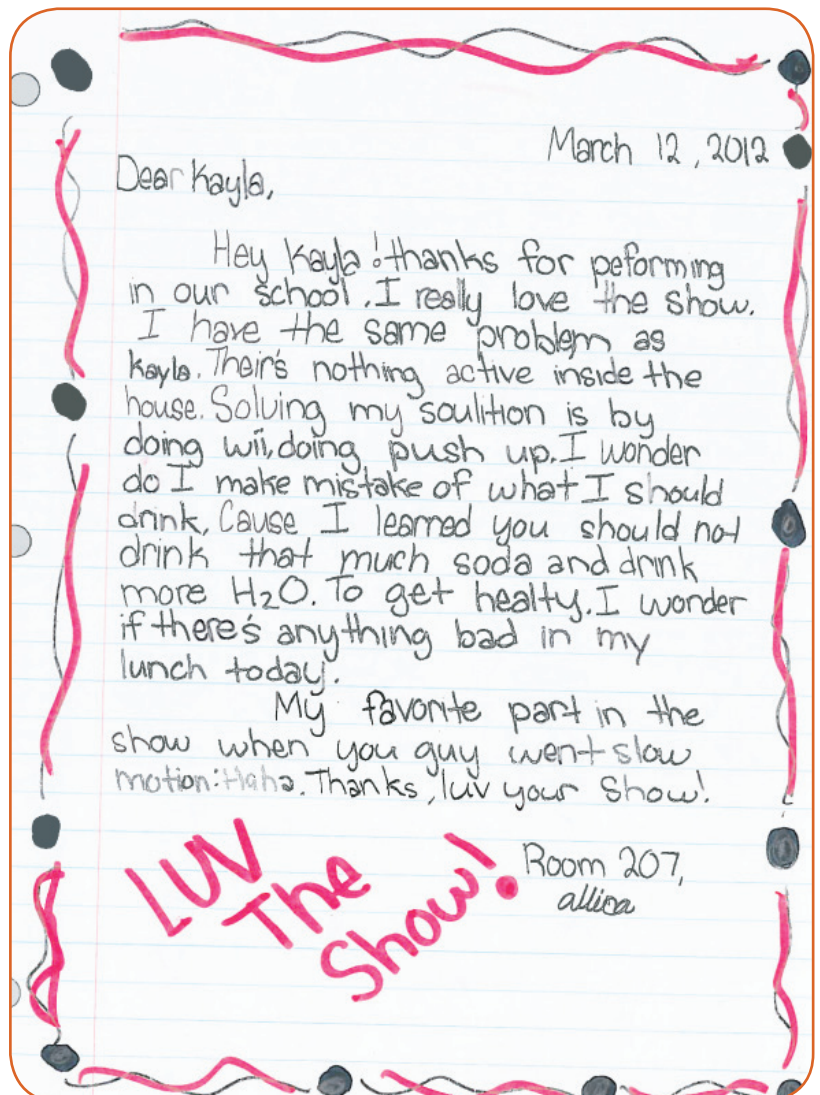 March 12, 2012
Dear Kayla,
Hey Kayla! thanks for peforming
in our school. I really love the show.
I have the same problem as
Kayla. Their's nothing active inside the
house. Solving my soulition is by
doing wii, doing push up. I wonder
do I make mistake of what I should
drink, Cause I learned you should not
drink that much soda and drink
more H₂O. To get healty. I wonder
if there's anything bad in my
lunch today.
My favorite part in the
show when you guy went slow
motion: Haha. Thanks, luv your Show!
Room 207,
LUV
The
Show!